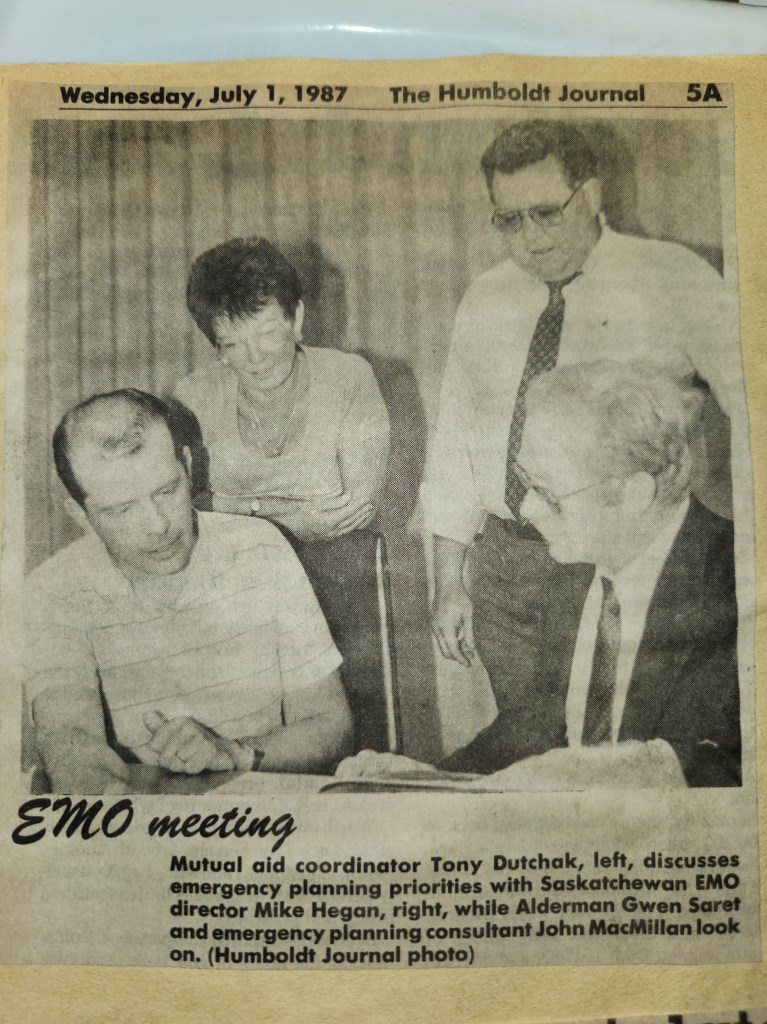 Wednesday, July 1, 1987 The Humboldt Journal 5A
EMO meeting
Mutual aid coordinator Tony Dutchak, left, discusses
emergency planning priorities with Saskatchewan EMO
director Mike Hegan, right, while Alderman Gwen Saret
and emergency planning consultant John MacMillan look
on. (Humboldt Journal photo)